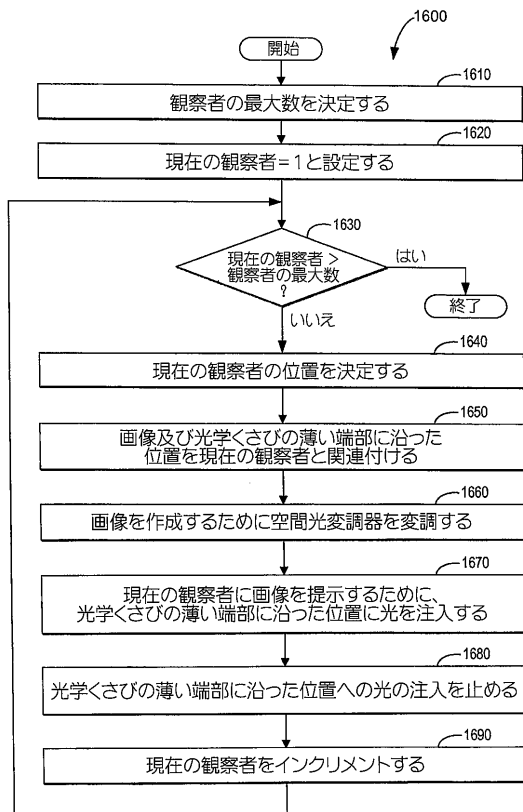 1600
開始
1610
観察者の最大数を決定する
1620
現在の観察者=1と設定する
1630
現在の観察者 >
観察者の最大数
?
はい
終了
いいえ
1640
現在の観察者の位置を決定する
1650
画像及び光学くさびの薄い端部に沿った
位置を現在の観察者と関連付ける
1660
画像を作成するために空間光変調器を変調する
1670
現在の観察者に画像を提示するために、
光学くさびの薄い端部に沿った位置に光を注入する
1680
光学くさびの薄い端部に沿った位置への光の注入を止める
1690
現在の観察者をインクリメントする